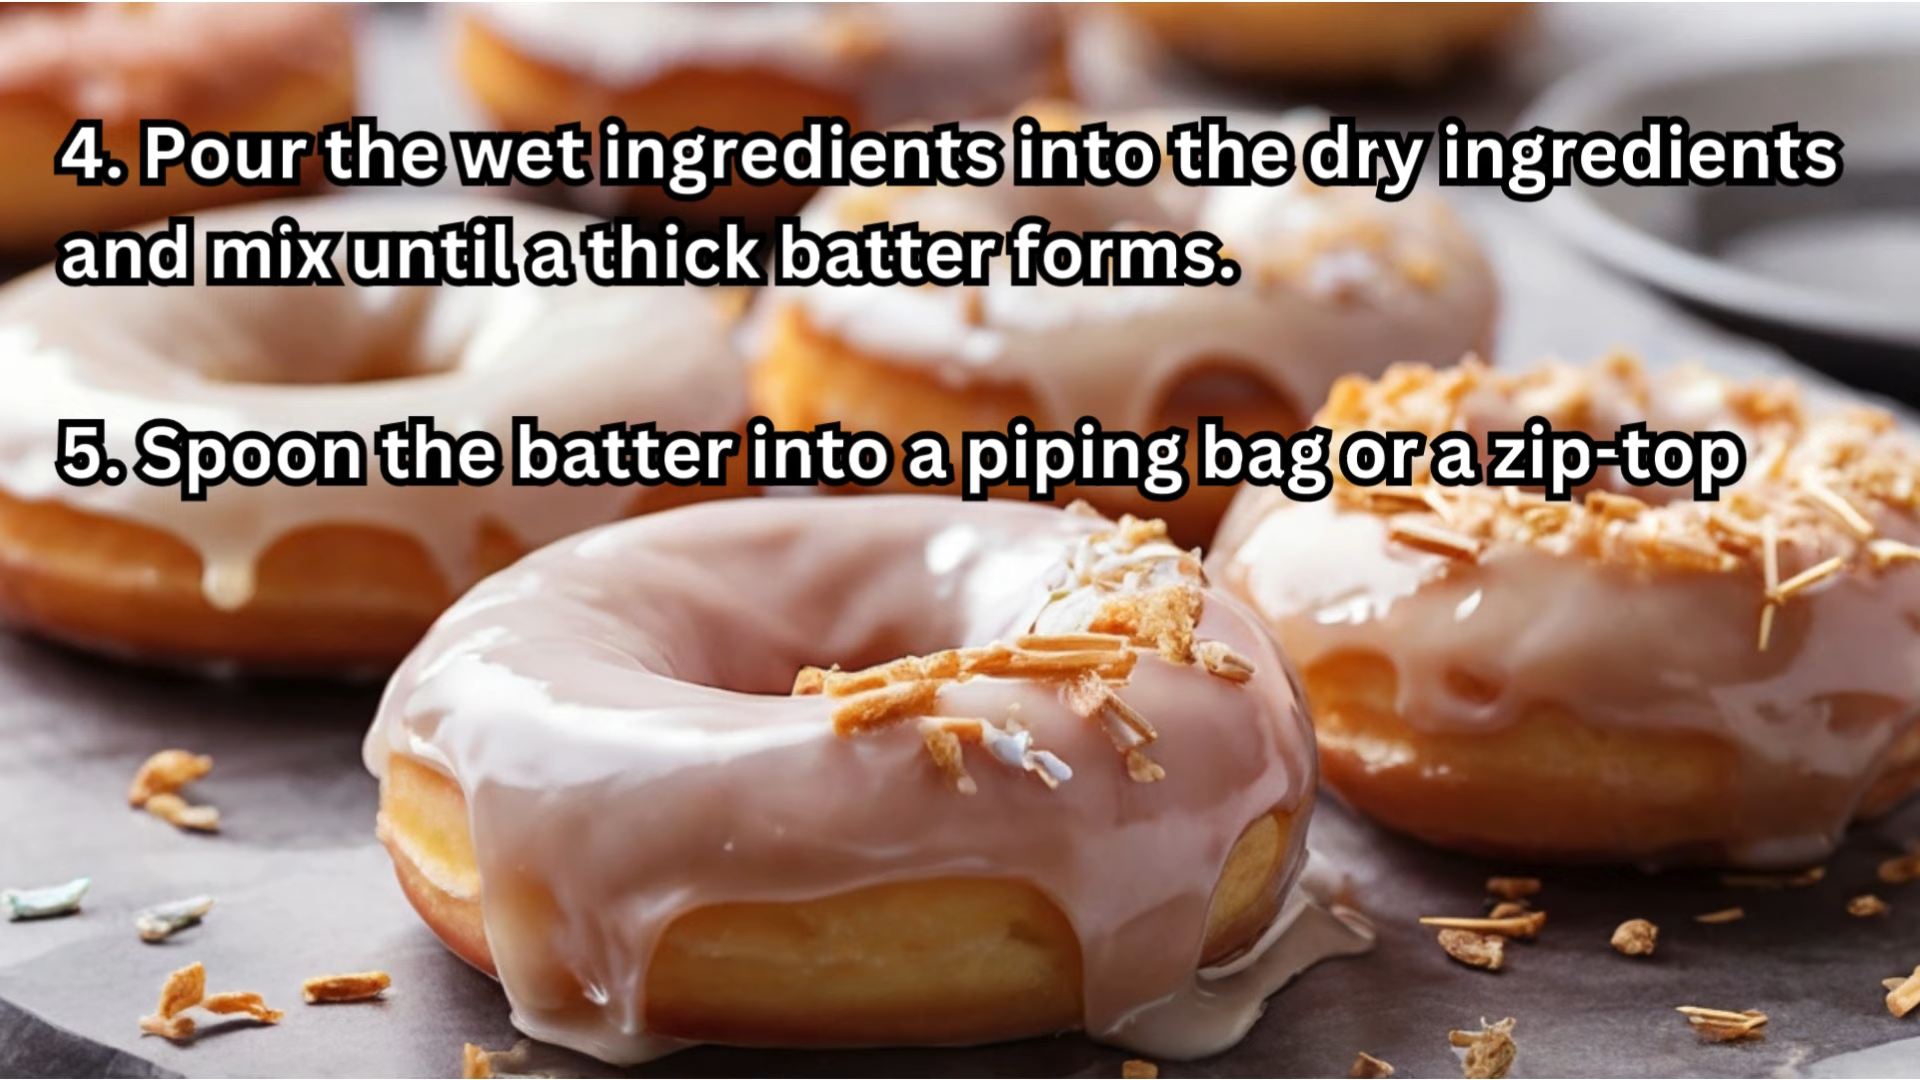 4. Pour the wet ingredients into the dry ingredients
and mix until a thick batter forms.
5. Spoon the batter into a piping bag or a zip-top